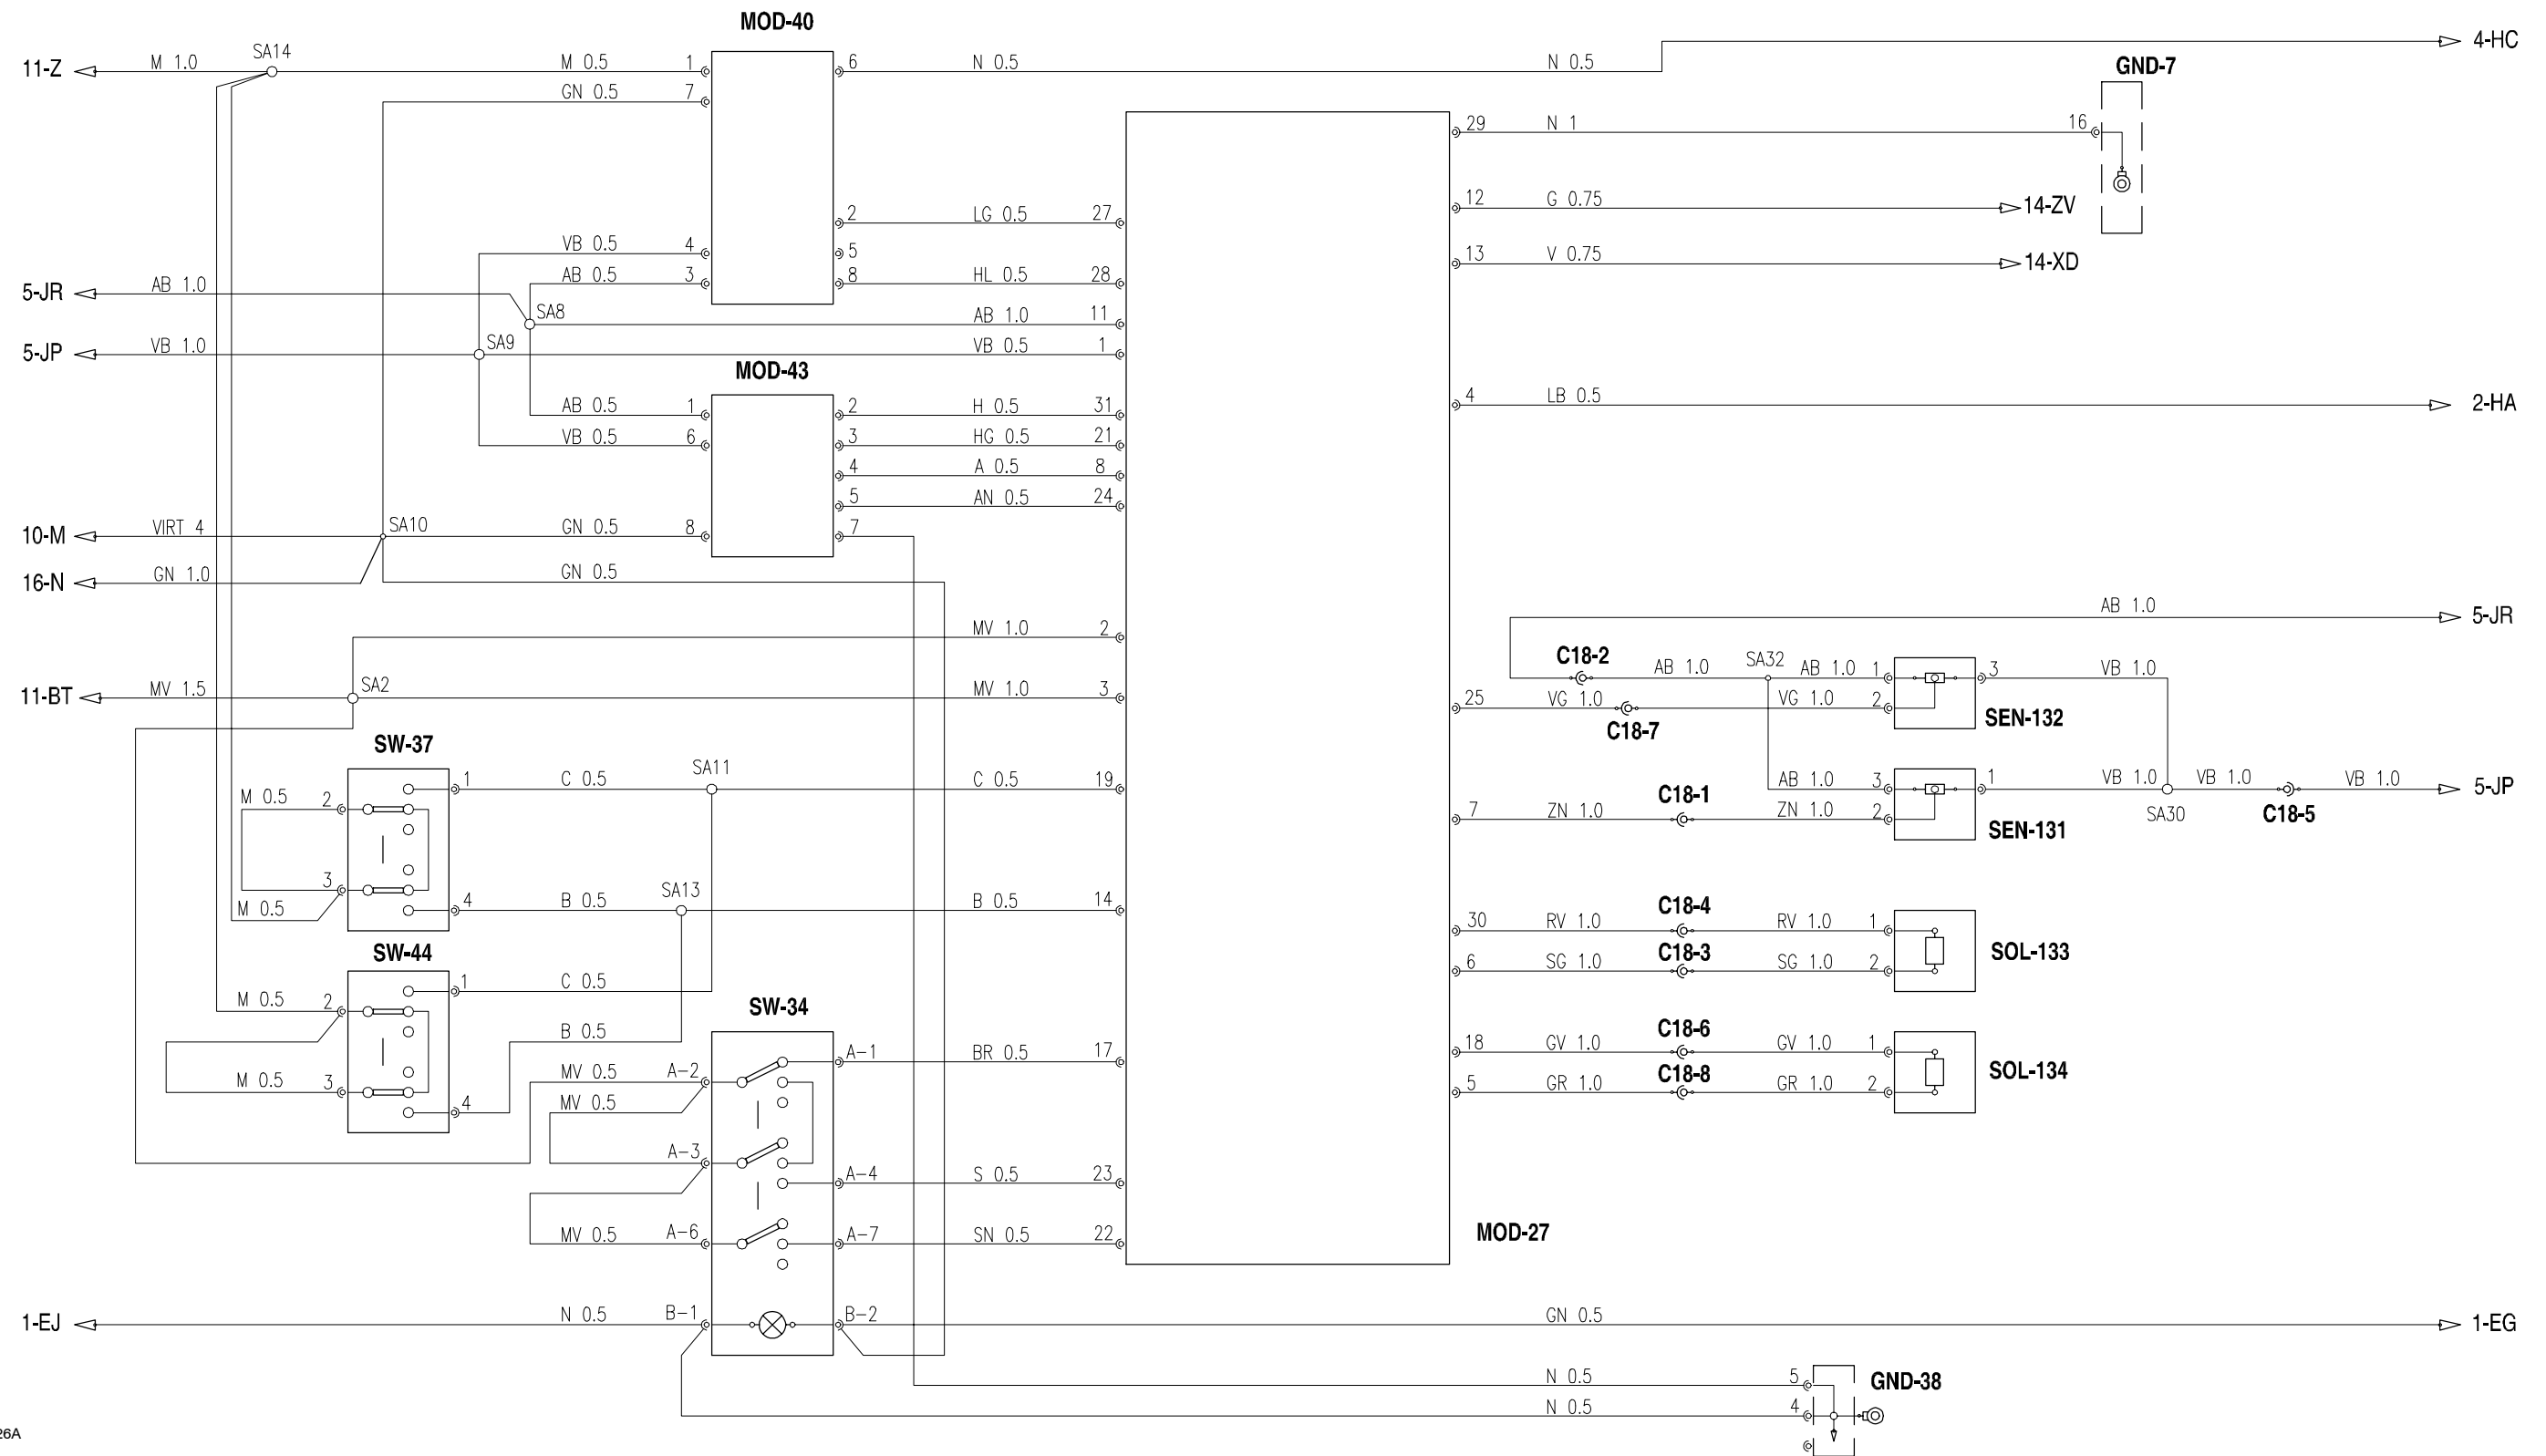 MOD-40
11-Z M 1.0 SA14 M 0.5 1 6 N 0.5 N 0.5 4-HC
GN 0.5 7
GND-7
29 N 1 16
2 LG 0.5 27 12 G 0.75 14-ZV
VB 0.5 4 5 13 V 0.75 14-XD
AB 0.5 3 8 HL 0.5 28
5-JR AB 1.0
SA8 AB 1.0 11
5-JP VB 1.0 SA9 VB 0.5 1
MOD-43
AB 0.5 1 2 H 0.5 31 4 LB 0.5 2-HA
VB 0.5 6 3 HG 0.5 21
4 A 0.5 8
5 AN 0.5 24
10-M VIRT 4 SA10 GN 0.5 8 7
16-N GN 1.0 GN 0.5
AB 1.0 5-JR
MV 1.0 2
C18-2 AB 1.0 SA32 AB 1.0 1 3 VB 1.0
11-BT MV 1.5 SA2 MV 1.0 3
25 VG 1.0 VG 1.0 2 SEN-132
C18-7
SW-37
1 C 0.5 SA11 C 0.5 19
AB 1.0 3 1 VB 1.0 VB 1.0 VB 1.0 5-JP
M 0.5 2
7 ZN 1.0 C18-1 ZN 1.0 2 SEN-131 SA30 C18-5
3
M 0.5 4 B 0.5 SA13 B 0.5 14
30 RV 1.0 C18-4 RV 1.0 1
SOL-133
SW-44
6 SG 1.0 C18-3 SG 1.0 2
1 C 0.5
M 0.5 2
SW-34
B 0.5
A-1 BR 0.5 17 18 GV 1.0 C18-6 GV 1.0 1
SOL-134
MV 0.5 A-2
M 0.5 3
5 GR 1.0 C18-8 GR 1.0 2
4 MV 0.5
A-3
A-4 S 0.5 23
MV 0.5 A-6 A-7 SN 0.5 22
MOD-27
1-EJ N 0.5 B-1 B-2 GN 0.5 1-EG
N 0.5 5 GND-38
N 0.5 4
26A